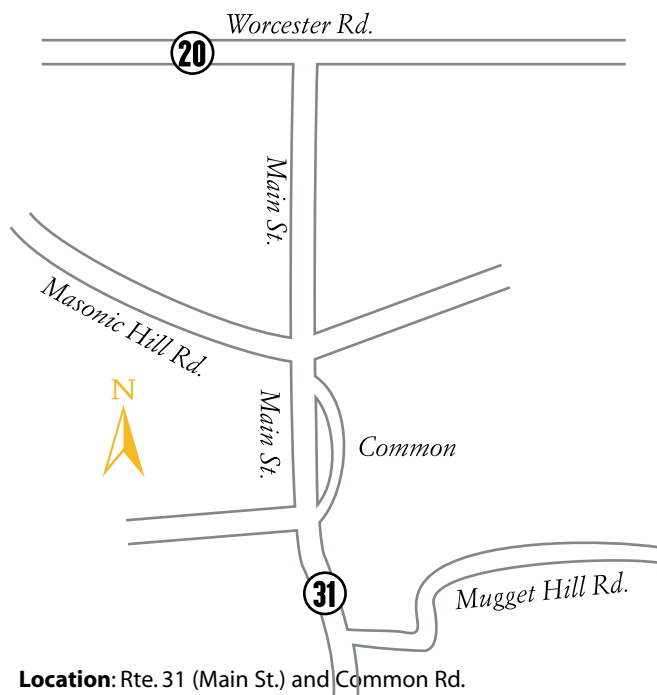 Worcester Rd.
20
Main St.
Masonic Hill Rd.
N
Main St.
Common
31
Mugget Hill Rd.
Location: Rte. 31 (Main St.) and Common Rd.